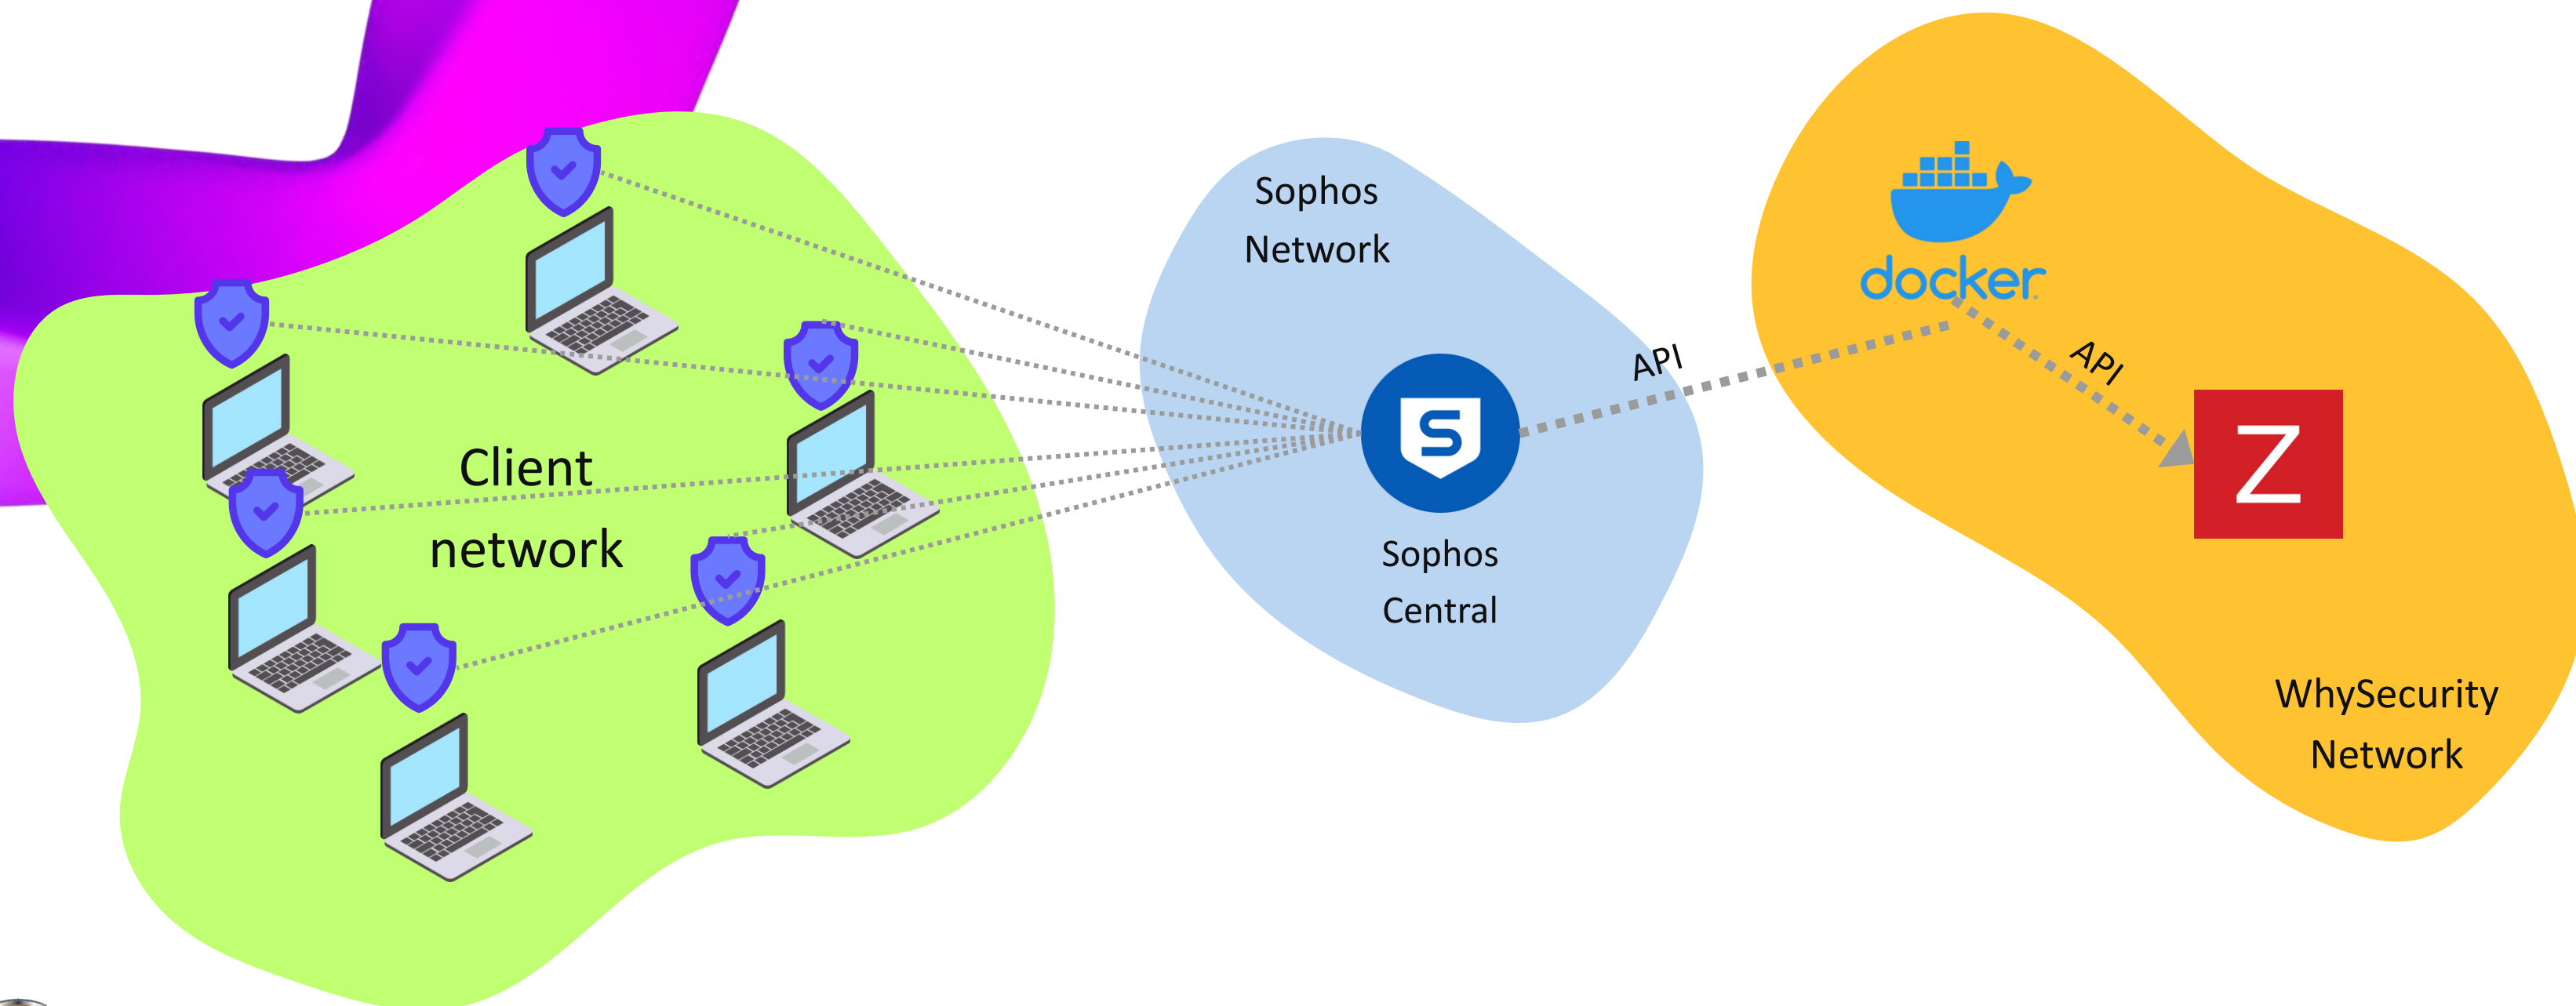 Client
network
Sophos
Network
S
Sophos
Central
API
docker
API
Z
WhySecurity
Network